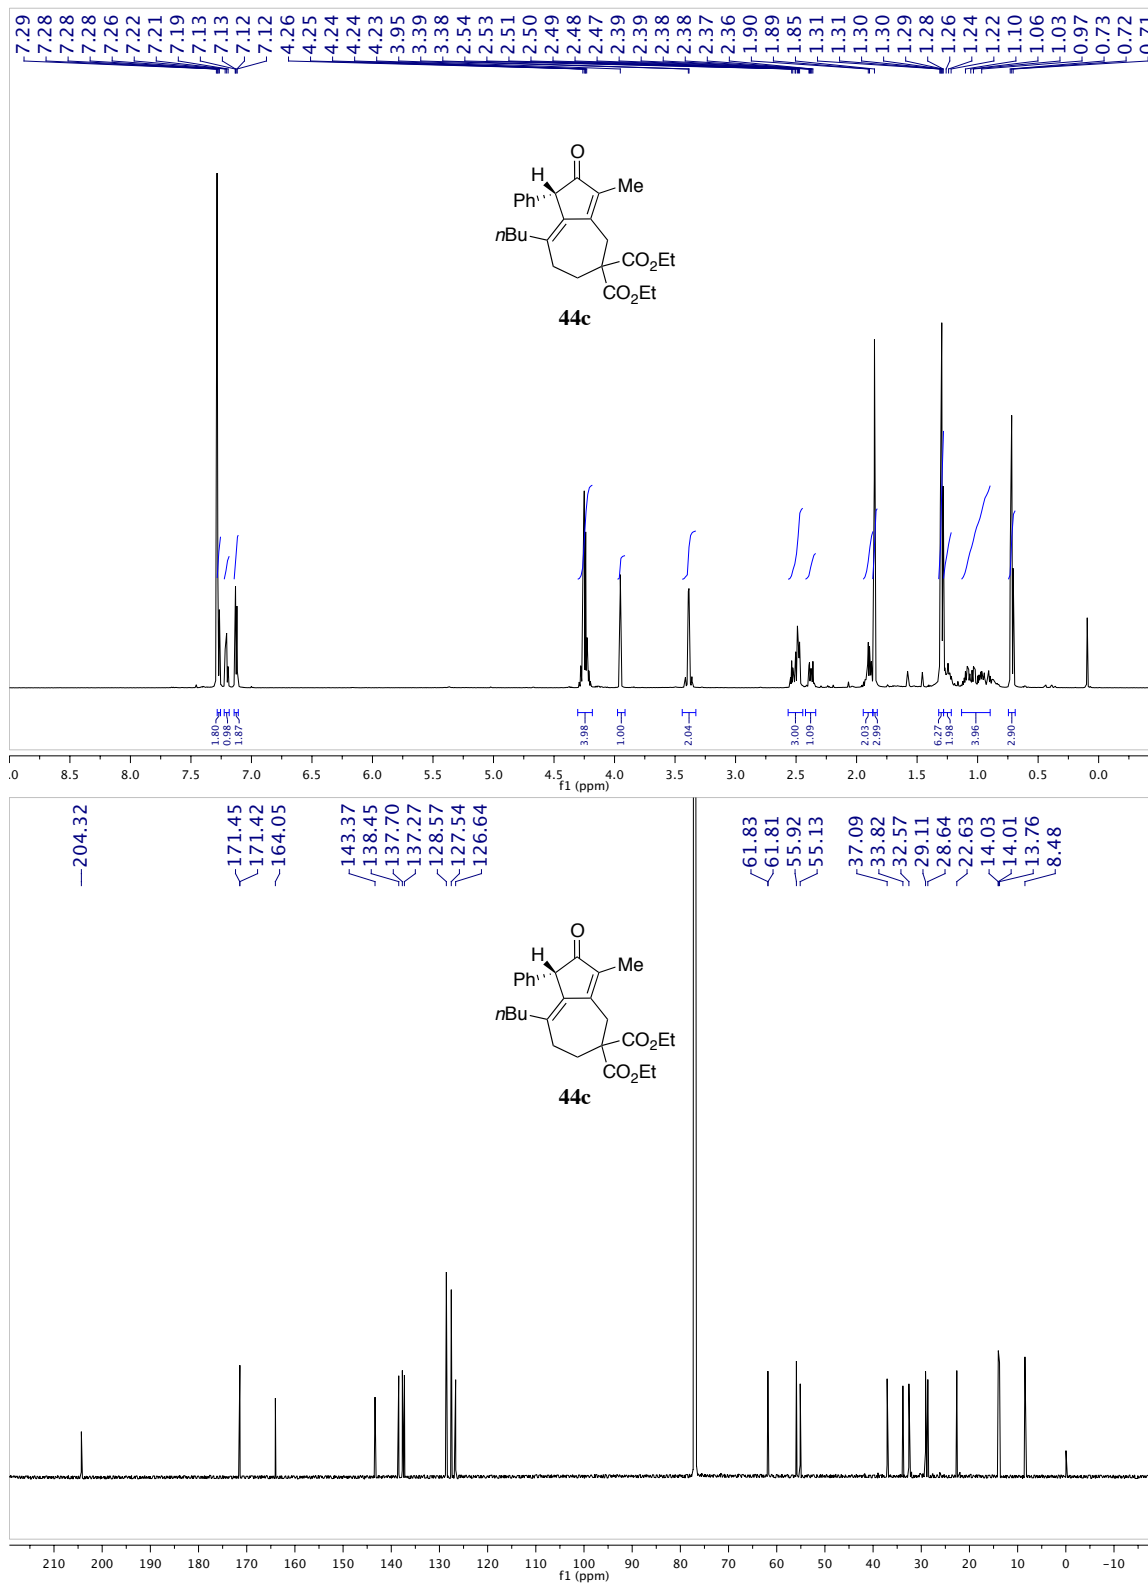 7.29 7.28 7.28 7.28 7.26 7.22 7.21 7.19 7.13 7.13 7.12 7.12 4.26 4.25 4.24 4.24 4.23 3.95 3.39 3.38 2.54 2.53 2.51 2.50 2.49 2.48 2.47 2.39 2.39 2.38 2.38 2.37 2.36 1.90 1.89 1.85 1.31 1.31 1.30 1.30 1.29 1.28 1.26 1.24 1.22 1.10 1.06 1.03 0.97 0.73 0.72 0.71
O
H
Me
Ph
nBu
CO2Et
CO2Et
44c
1.80 0.98 1.87 3.98 1.00 2.04 3.00 1.09 2.03 2.99 6.27 1.98 3.96 2.90
.0 8.5 8.0 7.5 7.0 6.5 6.0 5.5 5.0 4.5 4.0 3.5 3.0 2.5 2.0 1.5 1.0 0.5 0.0
f1 (ppm)
204.32 171.45 171.42 164.05 143.37 138.45 137.70 137.27 128.57 127.54 126.64 61.83 61.81 55.92 55.13 37.09 33.82 32.57 29.11 28.64 22.63 14.03 14.01 13.76 8.48
O
H
Me
Ph
nBu
CO2Et
CO2Et
44c
210 200 190 180 170 160 150 140 130 120 110 100 90 80 70 60 50 40 30 20 10 0 -10
f1 (ppm)